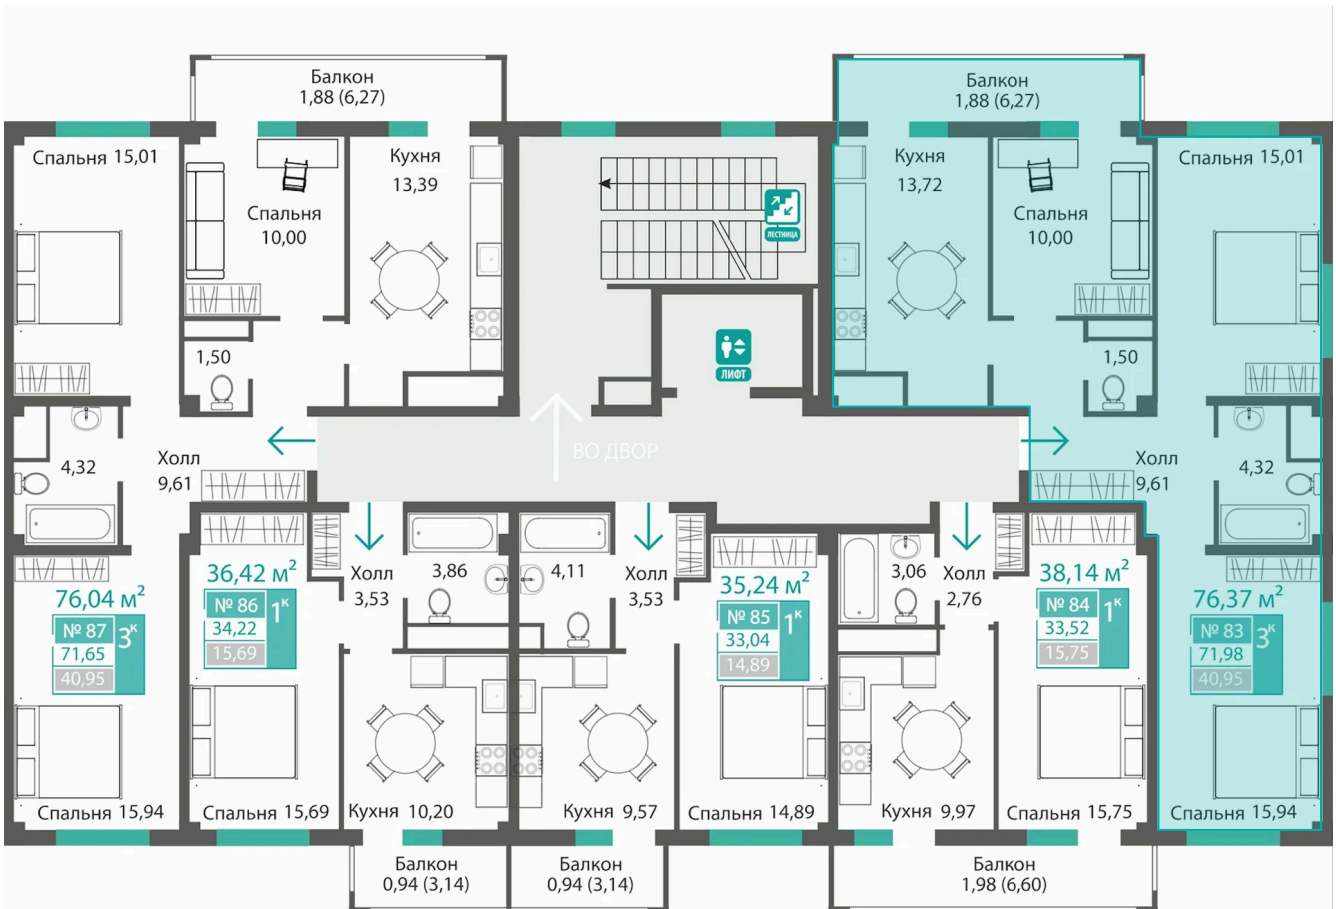 Балкон
1,88 (6,27)
Балкон
1,88 (6,27)
Спальня 15,01
Кухня
13,39
Спальня
10,00
ЛЕСТНИЦА
Кухня
13,72
Спальня
10,00
Спальня 15,01
1,50
ЛИФТ
1,50
ВО ДВОР
4,32
Холл
9,61
Холл
9,61
4,32
76,04 м²
№ 87
71,65
40,95
3к
36,42 м²
№ 86
34,22
15,69
1к
Холл
3,53
3,86
4,11
Холл
3,53
35,24 м²
№ 85
33,04
14,89
1к
3,06
Холл
2,76
38,14 м²
№ 84
33,52
15,75
1к
76,37 м²
№ 83
71,98
40,95
3к
Спальня 15,94
Спальня 15,69
Кухня 10,20
Кухня 9,57
Спальня 14,89
Кухня 9,97
Спальня 15,75
Спальня 15,94
Балкон
0,94 (3,14)
Балкон
0,94 (3,14)
Балкон
1,98 (6,60)